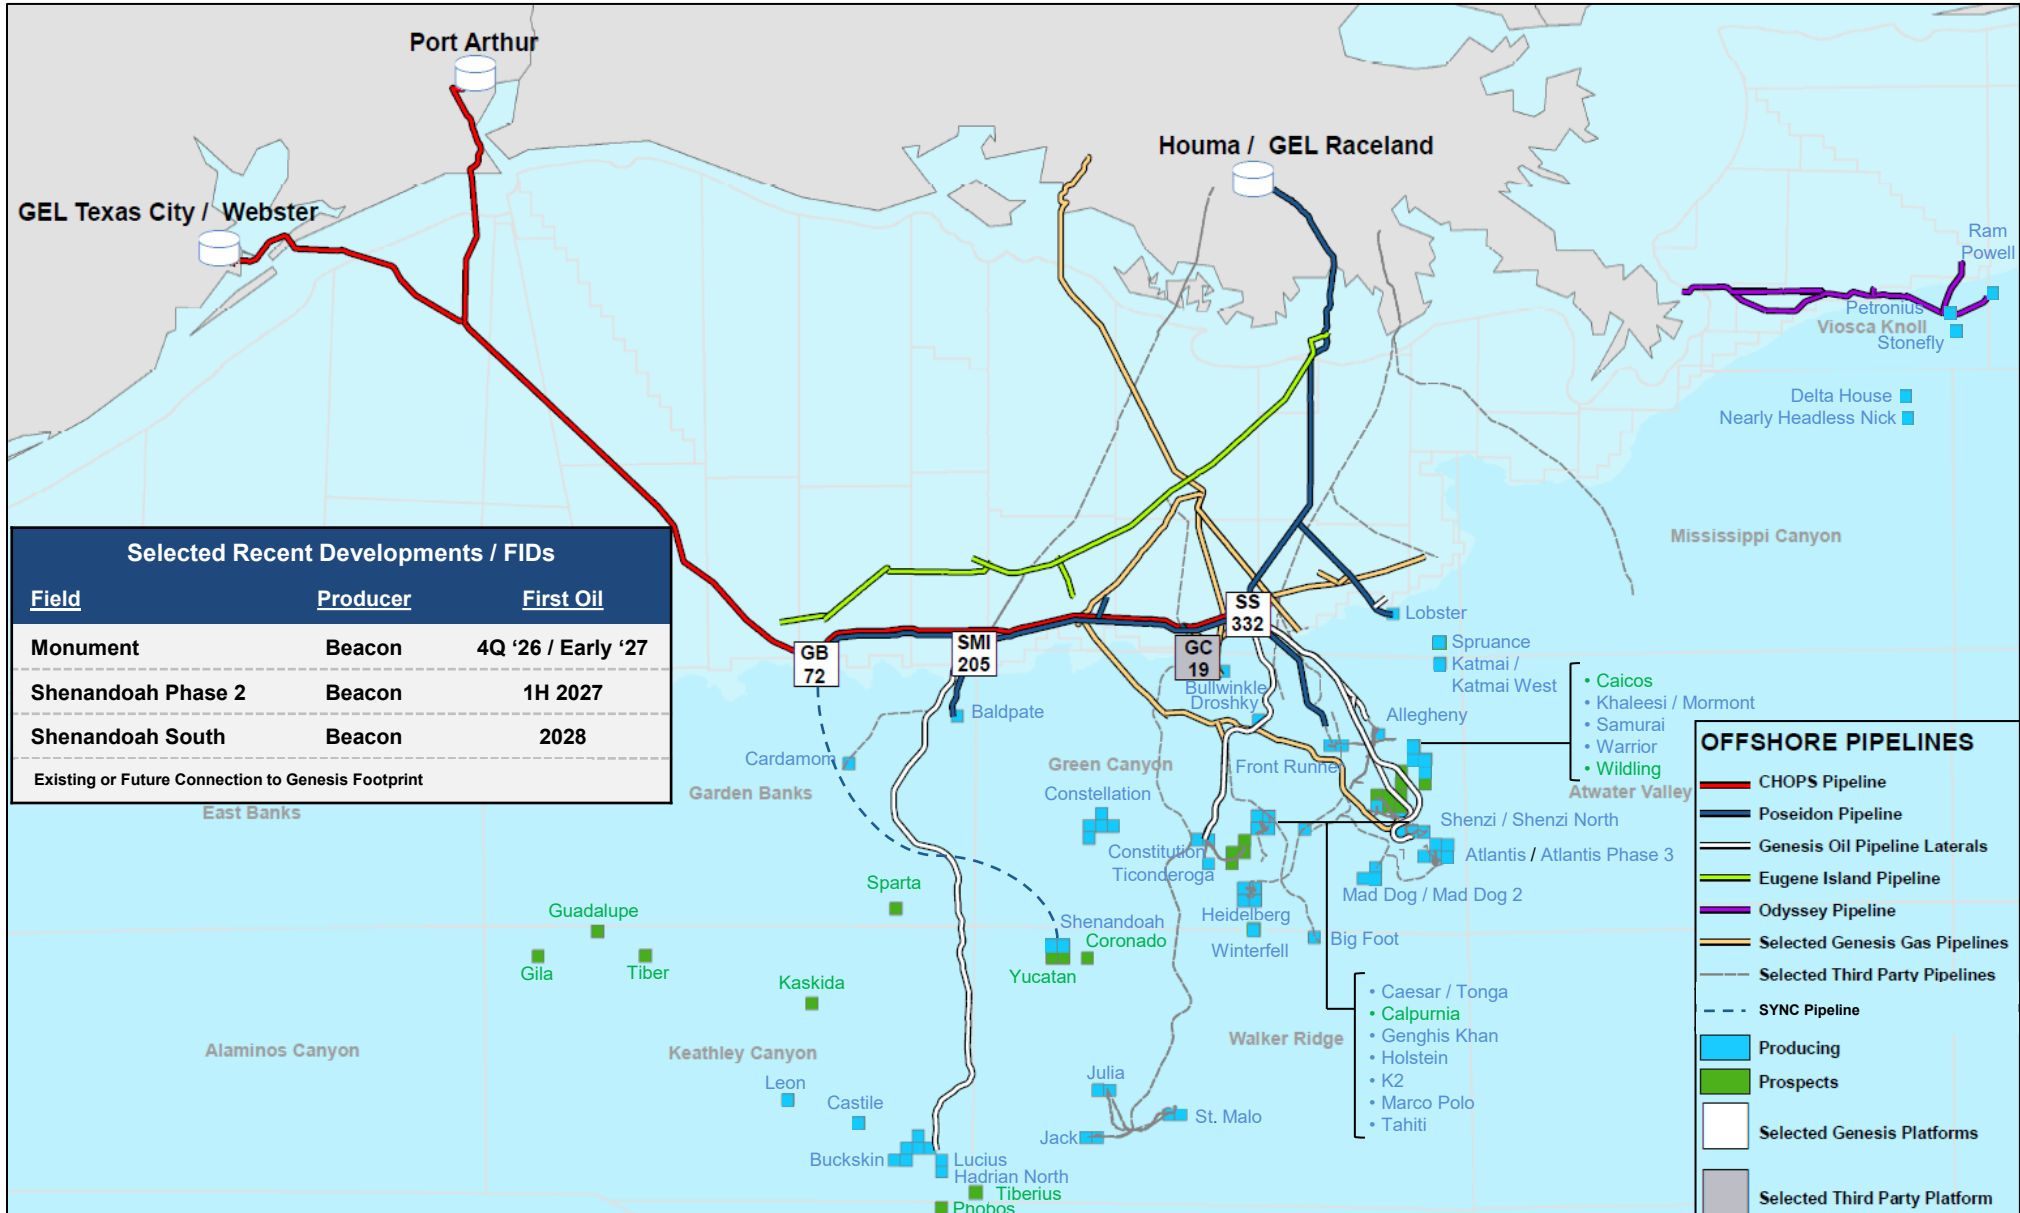 Port Arthur
Houma /  GEL Raceland
GEL Texas City /  Webster
Ram
Powell
Petronius
Viosca Knoll
Stonefly
Delta House
Nearly Headless Nick
Mississippi Canyon
Selected Recent Developments / FIDs
Field Producer First Oil
Monument Beacon 4Q ‘26 / Early ‘27
Shenandoah Phase 2 Beacon 1H 2027
Shenandoah South Beacon 2028
Existing or Future Connection to Genesis Footprint
GB
72
SMI
205
GC
19
SS
332
Lobster
Spruance
Katmai /
Katmai West
Bullwinkle
Droshky
Baldpate
Cardamom
Allegheny
• Caicos
• Khaleesi / Mormont
• Samurai
• Warrior
• Wildling
Green Canyon
Front Runner
Garden Banks
East Banks
Atwater Valley
Constellation
Constitution
Ticonderoga
Shenzi / Shenzi North
Atlantis / Atlantis Phase 3
Mad Dog / Mad Dog 2
Sparta
Guadalupe
Gila
Tiber
Kaskida
Shenandoah
Coronado
Yucatan
Heidelberg
Winterfell
Big Foot
• Caesar / Tonga
• Calpurnia
• Genghis Khan
• Holstein
• K2
• Marco Polo
• Tahiti
Alaminos Canyon
Keathley Canyon
Walker Ridge
Leon
Castile
Julia
St. Malo
Jack
Buckskin
Lucius
Hadrian North
Tiberius
Phobos
OFFSHORE PIPELINES
CHOPS Pipeline
Poseidon Pipeline
Genesis Oil Pipeline Laterals
Eugene Island Pipeline
Odyssey Pipeline
Selected Genesis Gas Pipelines
Selected Third Party Pipelines
SYNC Pipeline
Producing
Prospects
Selected Genesis Platforms
Selected Third Party Platform